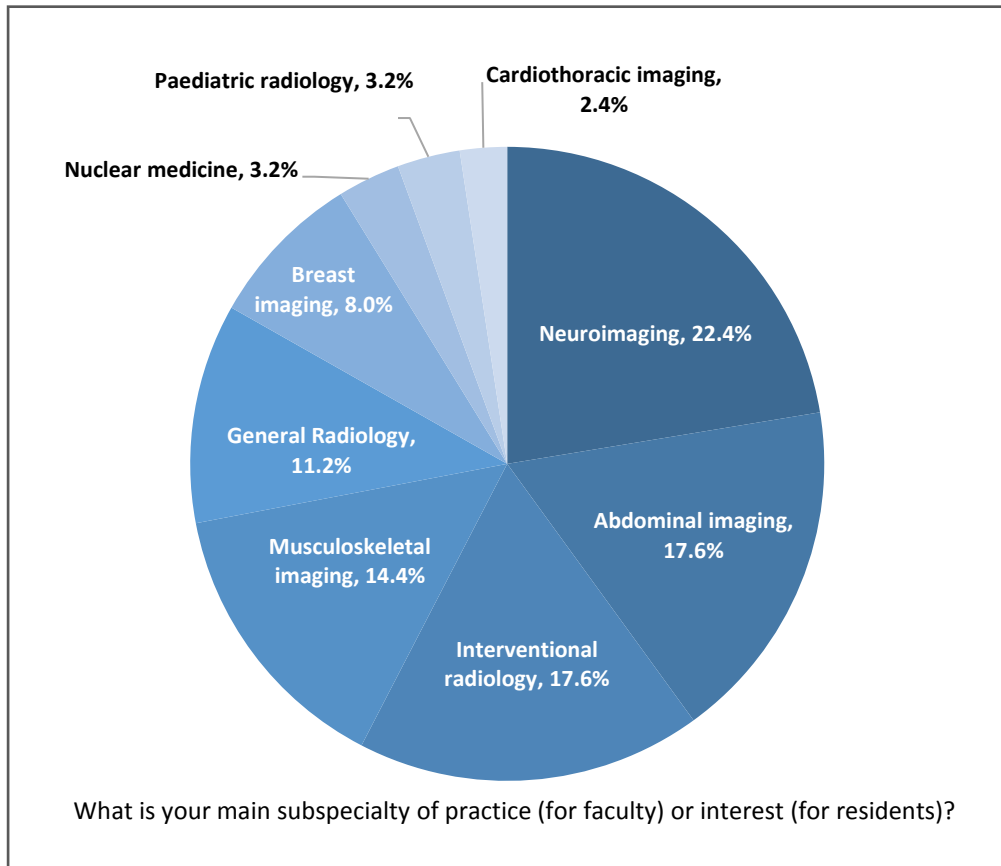 Paediatric radiology, 3.2%
Cardiothoracic imaging,
2.4%
Nuclear medicine, 3.2%
Breast
imaging, 8.0%
Neuroimaging, 22.4%
General Radiology,
11.2%
Abdominal imaging,
17.6%
Musculoskeletal
imaging, 14.4%
Interventional
radiology, 17.6%
What is your main subspecialty of practice (for faculty) or interest (for residents)?